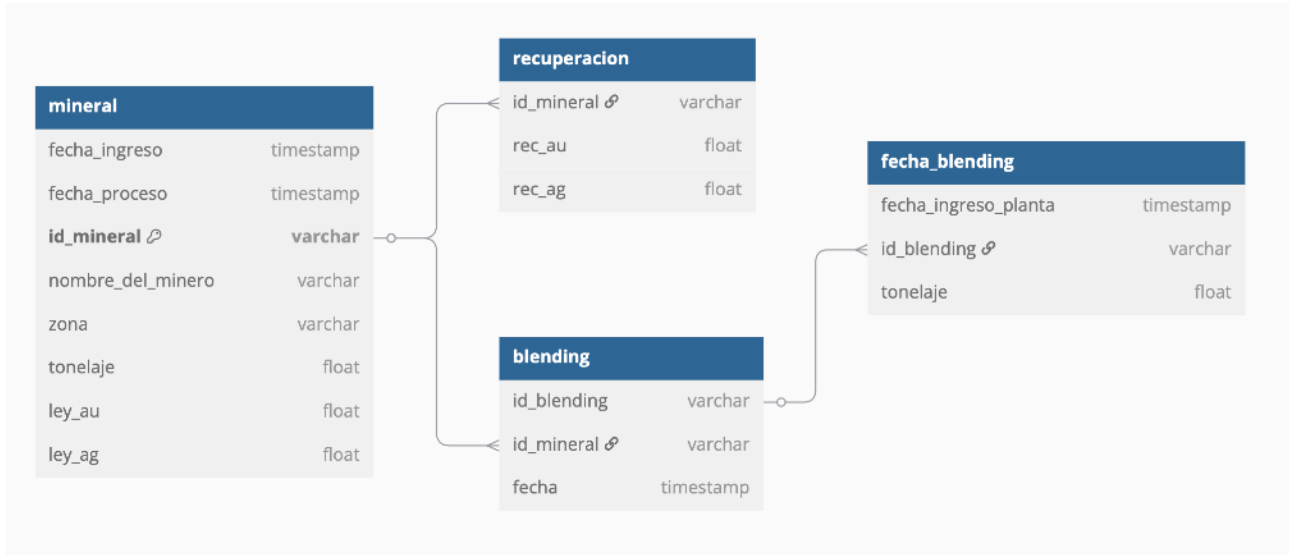 mineral
fecha_ingreso timestamp
fecha_proceso timestamp
id_mineral varchar
nombre_del_minero varchar
zona varchar
tonelaje float
ley_au float
ley_ag float
recuperacion
id_mineral varchar
rec_au float
rec_ag float
blending
id_blending varchar
id_mineral varchar
fecha timestamp
fecha_blending
fecha_ingreso_planta timestamp
id_blending varchar
tonelaje float